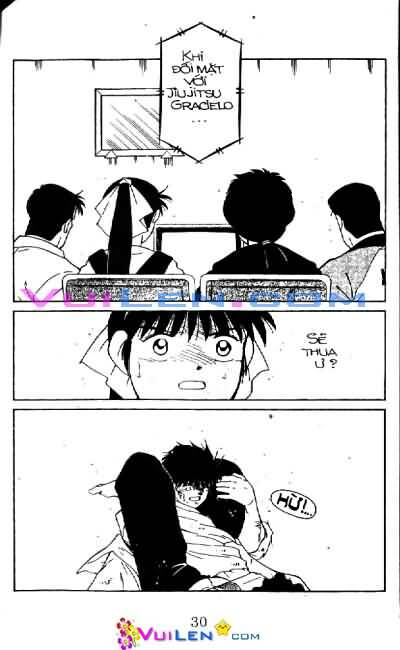 KHI
ĐỐI MẶT
VỚI
JIUJITSU
GRACIELO
...
VUILEN.COM
SẼ
THUA
Ư?
HỪ!...
30
VUILEN.COM